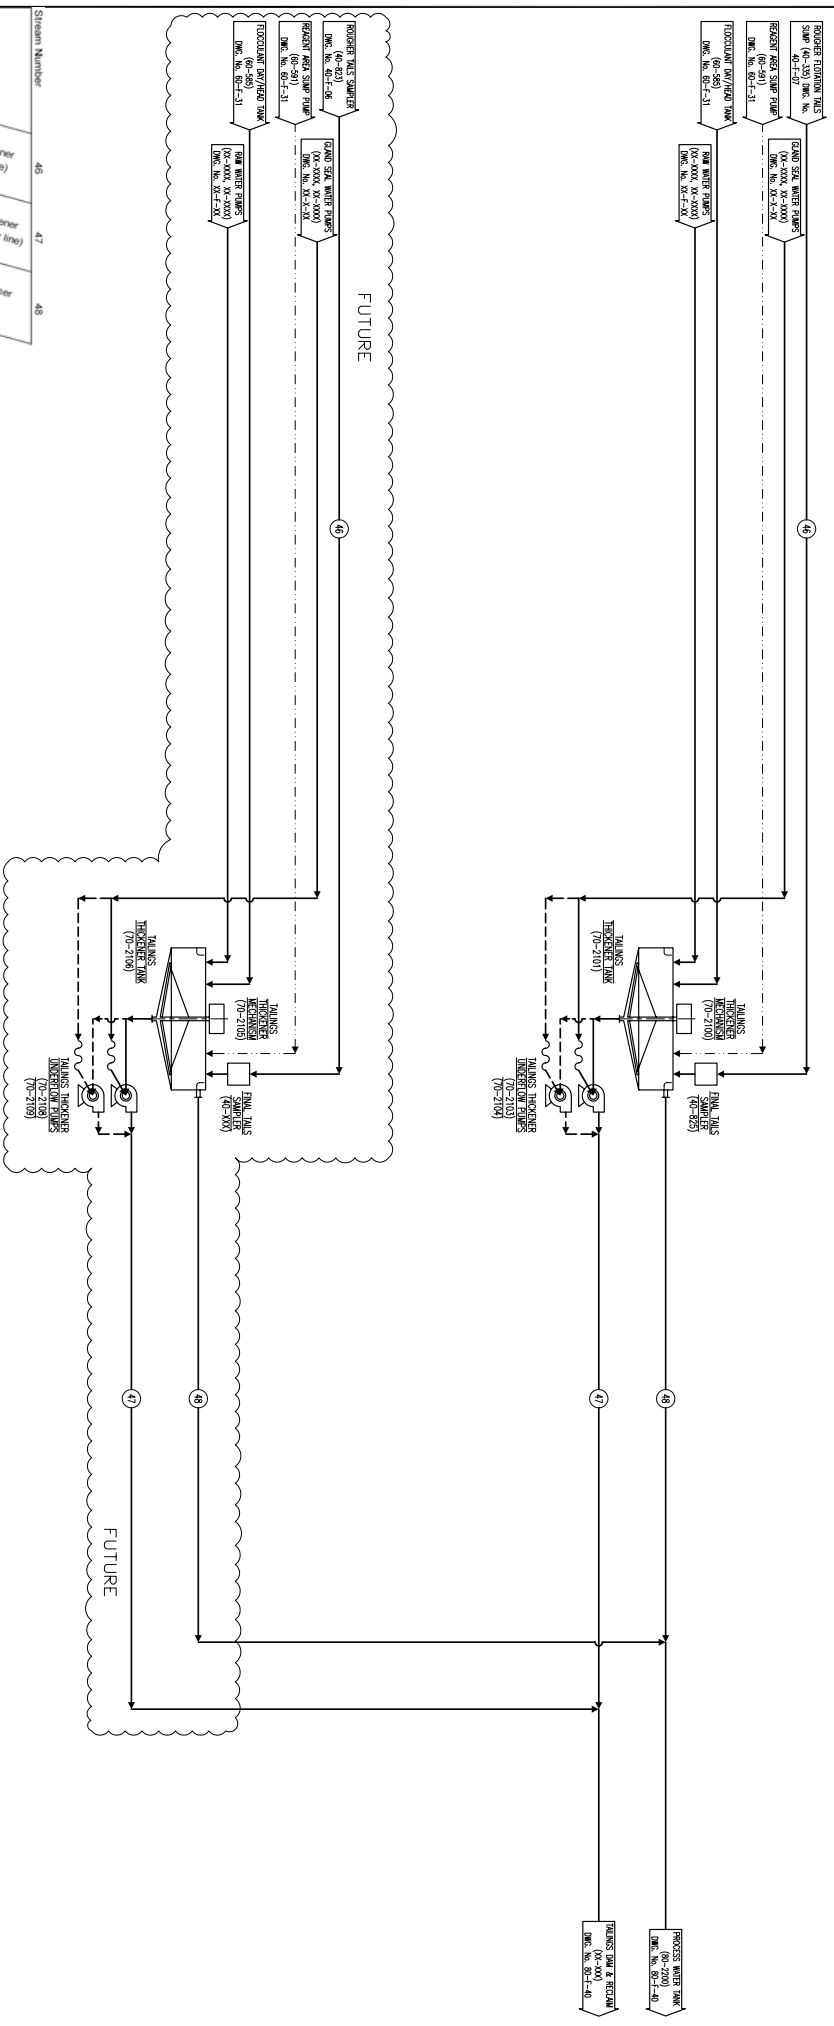 ROUGHER FLOTATION TAILS
SUMP (40-335) DWG. No.
40-F-07
REAGENT AREA SUMP PUMP
(60-591)
DWG. No. 60-F-31
GLAND SEAL WATER PUMPS
(XX-XXXX, XX-XXXX)
DWG. No. XX-X-XX
FLOCCULANT DAY/HEAD TANK
(60-585)
DWG. No. 60-F-31
RAW WATER PUMPS
(XX-XXXX, XX-XXXX)
DWG. No. XX-F-XX
46
TAILINGS
THICKENER TANK
(70-2101)
TAILINGS
THICKENER
MECHANISM
(70-2100)
FINAL TAILS
SAMPLER
(40-825)
TAILINGS THICKENER
UNDERFLOW PUMPS
(70-2103)
(70-2104)
48
47
PROCESS WATER TANK
(80-2200)
DWG. No. 80-F-40
TAILINGS DAM & RECLAIM
(XX-XXX)
DWG. No. 80-F-40
FUTURE
ROUGHER TAILS SAMPLER
(40-823)
DWG. No. 40-F-06
REAGENT AREA SUMP PUMP
(60-591)
DWG. No. 60-F-31
GLAND SEAL WATER PUMPS
(XX-XXXX, XX-XXXX)
DWG. No. XX-X-XX
FLOCCULANT DAY/HEAD TANK
(60-585)
DWG. No. 60-F-31
RAW WATER PUMPS
(XX-XXXX, XX-XXXX)
DWG. No. XX-F-XX
46
TAILINGS
THICKENER TANK
(70-2106)
TAILINGS
THICKENER
MECHANISM
(70-2105)
FINAL TAILS
SAMPLER
(40-XXX)
TAILINGS THICKENER
UNDERFLOW PUMPS
(70-2108)
(70-2109)
48
47
FUTURE
Stream Number
46
47
48
line)